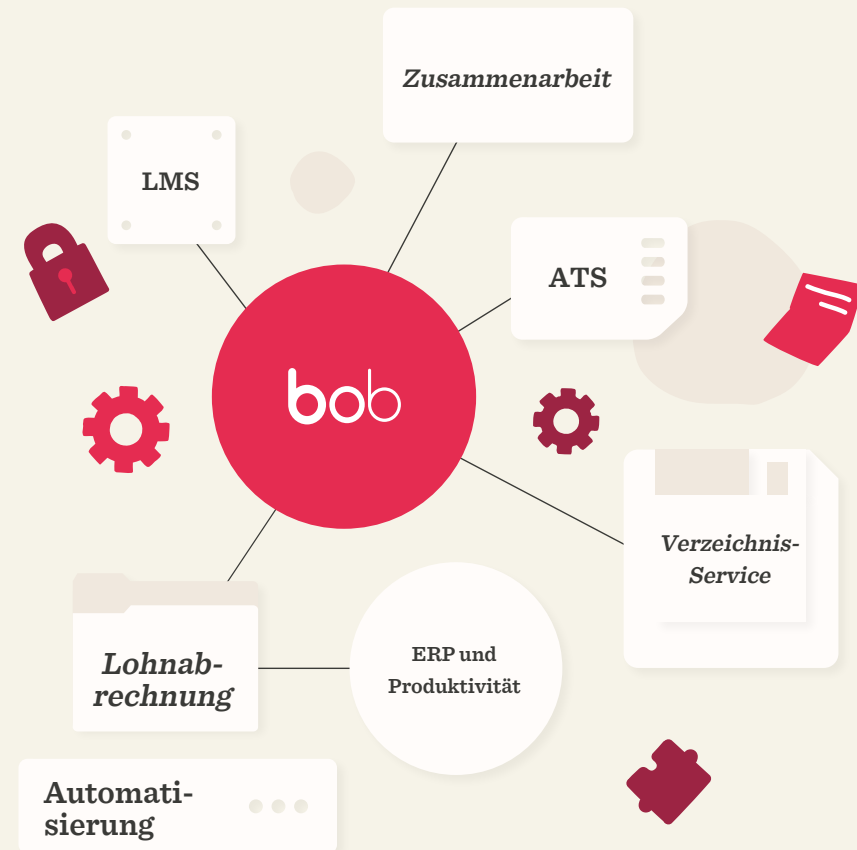 Zusammenarbeit
LMS
ATS
bob
Verzeichnis-
Service
Lohnab-
rechnung
ERP und
Produktivität
Automati-
sierung